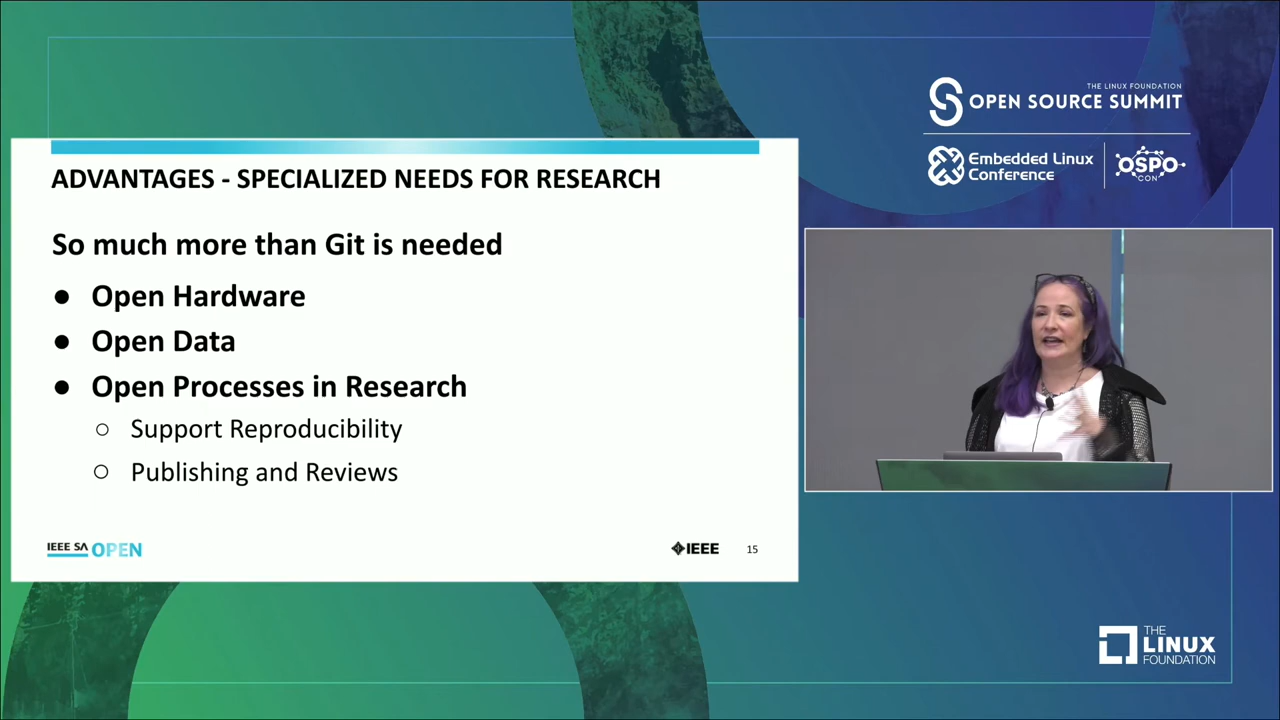 ADVANTAGES - SPECIALIZED NEEDS FOR RESEARCH
So much more than Git is needed
● Open Hardware
● Open Data
● Open Processes in Research
○ Support Reproducibility
○ Publishing and Reviews
IEEE SA OPEN
IEEE
15
THE LINUX FOUNDATION
OPEN SOURCE SUMMIT
Embedded Linux
Conference
OSPO
CON
THE
LINUX
FOUNDATION